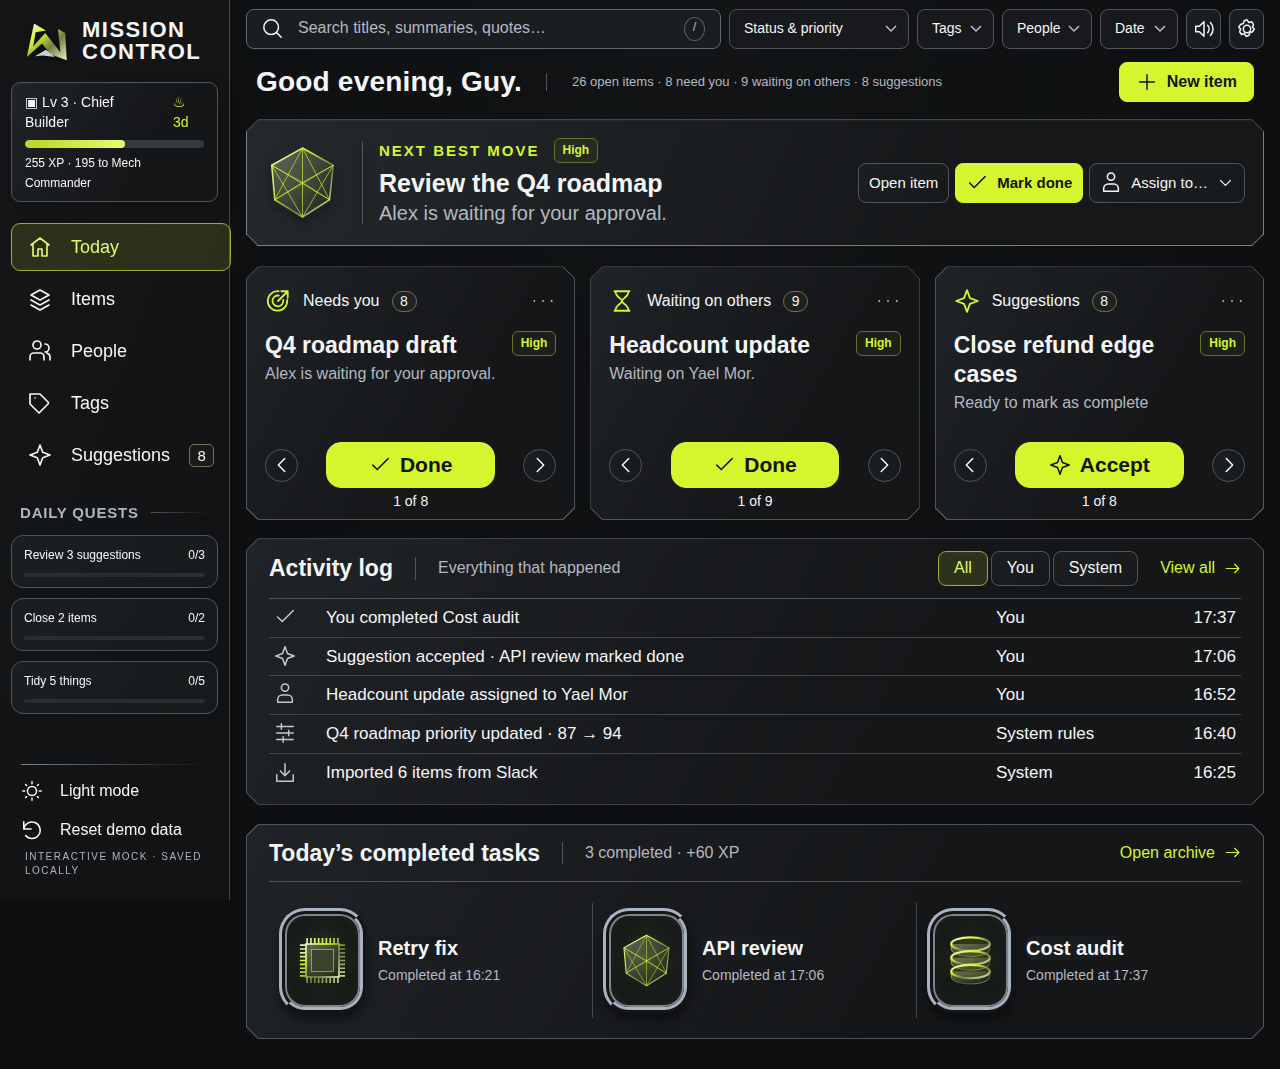 MISSION
CONTROL
Lv 3 · Chief
Builder
3d
255 XP · 195 to Mech
Commander
Today
Items
People
Tags
Suggestions 8
DAILY QUESTS
Review 3 suggestions 0/3
Close 2 items 0/2
Tidy 5 things 0/5
Light mode
Reset demo data
INTERACTIVE MOCK · SAVED
LOCALLY
Search titles, summaries, quotes… /
Status & priority
Tags
People
Date
Good evening, Guy.
26 open items · 8 need you · 9 waiting on others · 8 suggestions
New item
NEXT BEST MOVE High
Review the Q4 roadmap
Alex is waiting for your approval.
Open item
Mark done
Assign to…
Needs you 8 ···
Q4 roadmap draft High
Alex is waiting for your approval.
Done
1 of 8
Waiting on others 9 ···
Headcount update High
Waiting on Yael Mor.
Done
1 of 9
Suggestions 8 ···
Close refund edge High
cases
Ready to mark as complete
Accept
1 of 8
Activity log
Everything that happened
All
You
System
View all →
You completed Cost audit You 17:37
Suggestion accepted · API review marked done You 17:06
Headcount update assigned to Yael Mor You 16:52
Q4 roadmap priority updated · 87 → 94 System rules 16:40
Imported 6 items from Slack System 16:25
Today’s completed tasks
3 completed · +60 XP
Open archive →
Retry fix
Completed at 16:21
API review
Completed at 17:06
Cost audit
Completed at 17:37